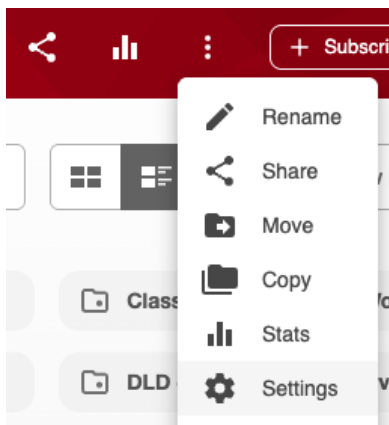 + Subscri
Rename
Share
Move
Copy
Stats
Settings
Class
DLD